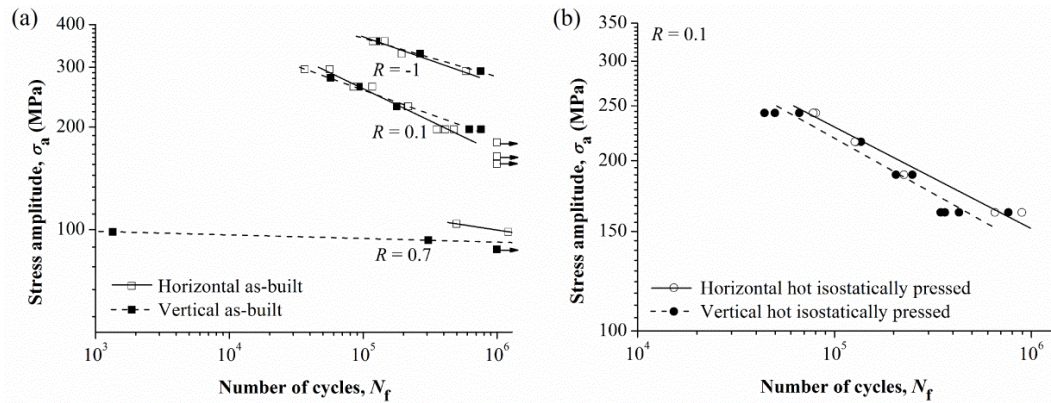 (a)
400
300
200
100
Stress amplitude, σa (MPa)
R = -1
R = 0.1
R = 0.7
Horizontal as-built
Vertical as-built
10³ 10⁴ 10⁵ 10⁶
Number of cycles, Nf
(b)
350
300
250
200
150
100
Stress amplitude, σa (MPa)
R = 0.1
Horizontal hot isostatically pressed
Vertical hot isostatically pressed
10⁴ 10⁵ 10⁶
Number of cycles, Nf